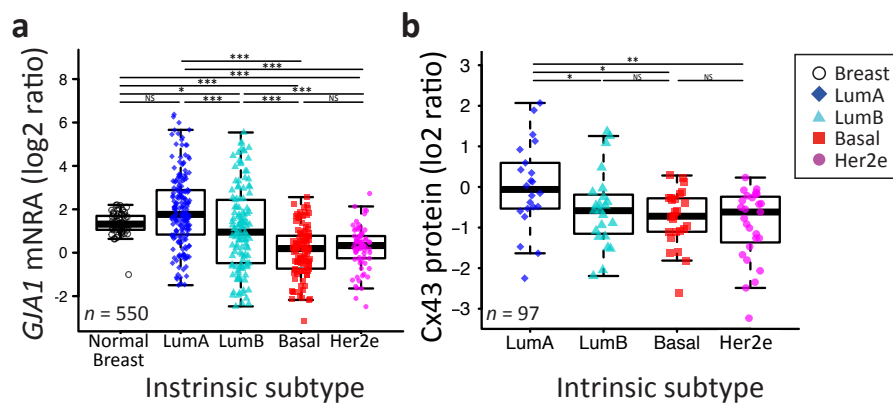 a
GJA1 mNRA (log2 ratio)
8
6
4
2
0
-2
***
***
***
***
* ***
NS *** *** NS
n = 550
Normal Breast LumA LumB Basal Her2e
Instrinsic subtype
b
Cx43 protein (lo2 ratio)
3
2
1
0
−1
−2
−3
**
*
* NS NS
n = 97
LumA LumB Basal Her2e
Intrinsic subtype
Breast
LumA
LumB
Basal
Her2e